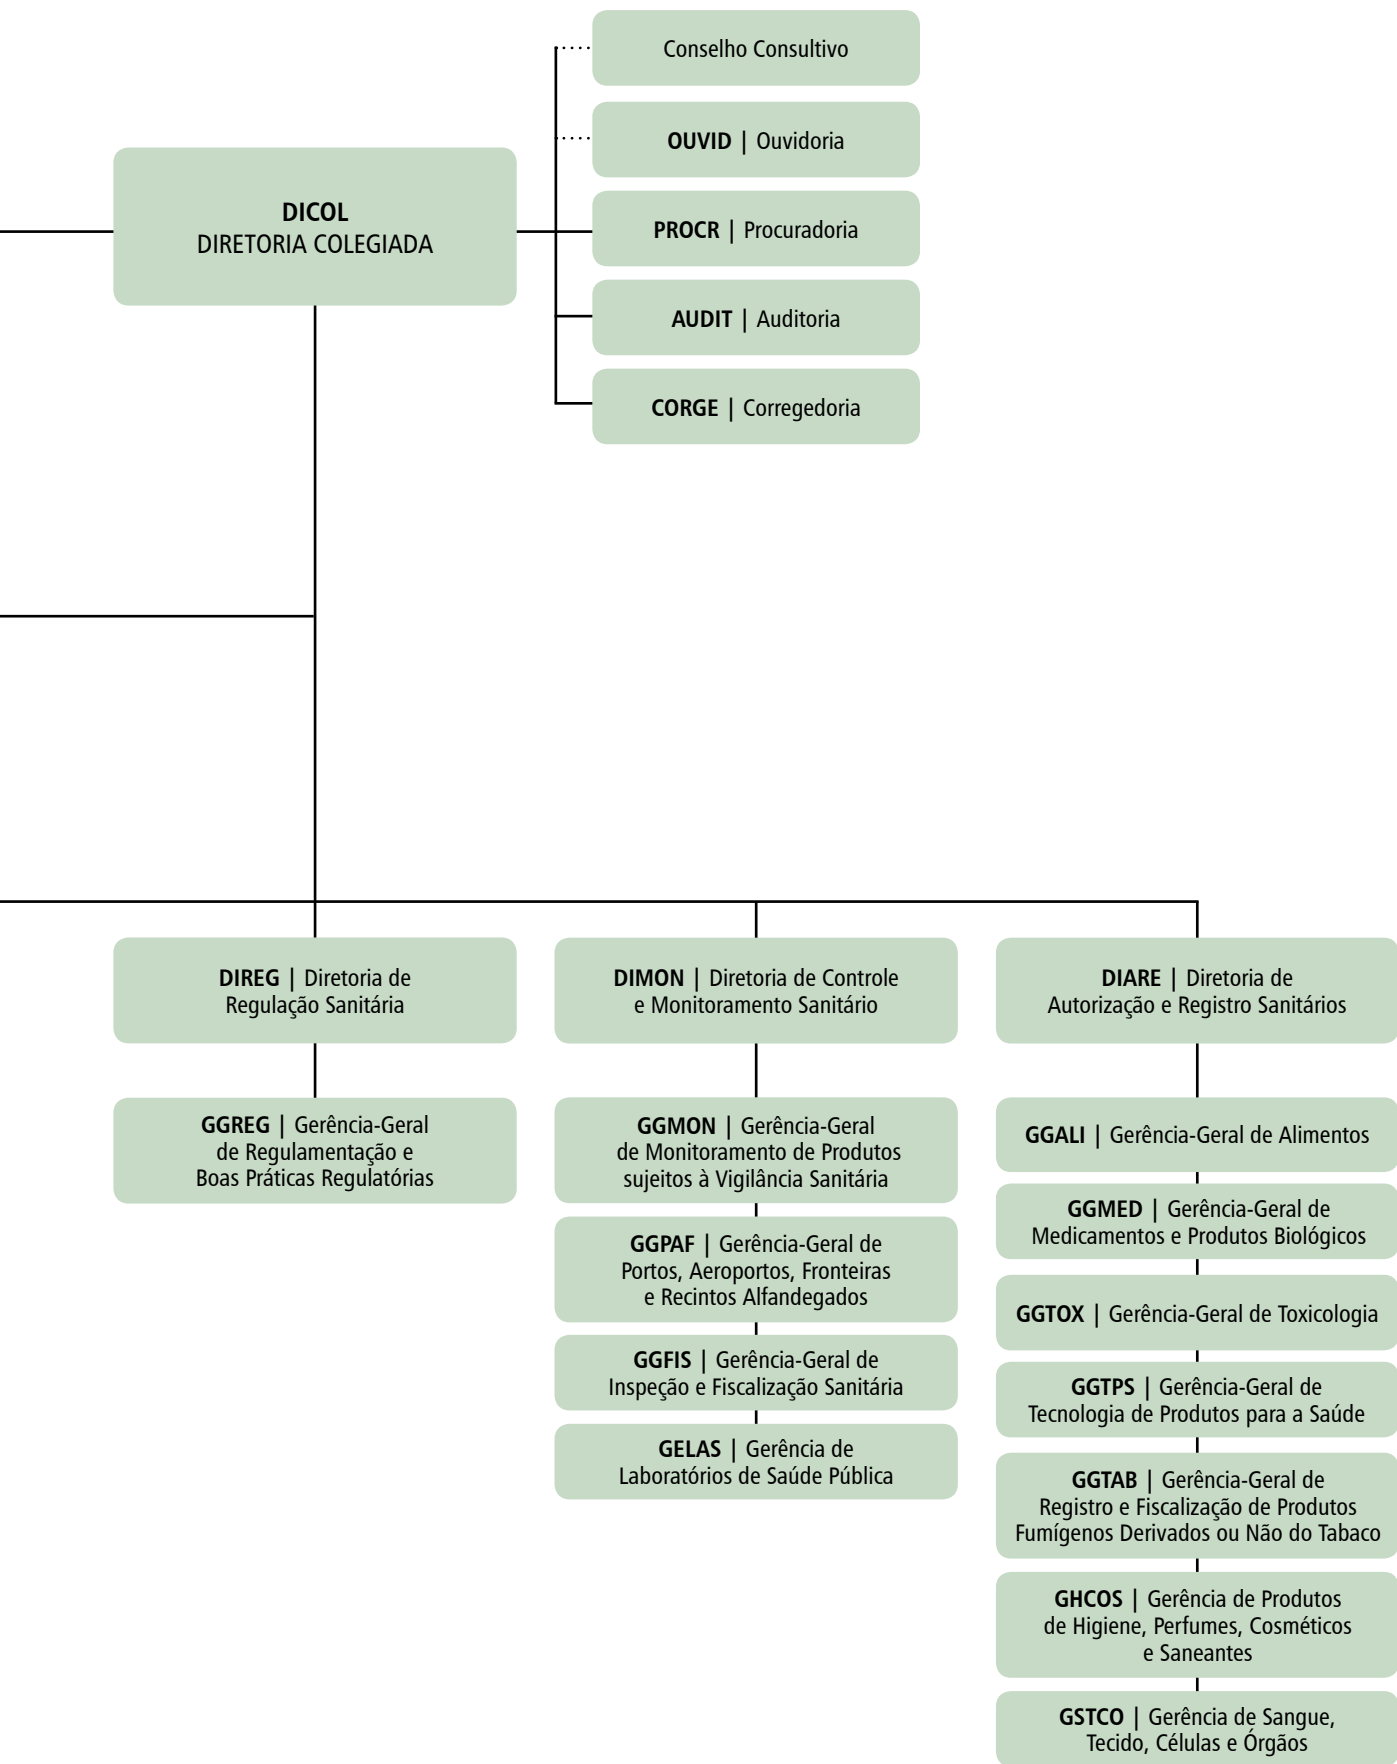 Conselho Consultivo
OUVID | Ouvidoria
DICOL
DIRETORIA COLEGIADA
PROCR | Procuradoria
AUDIT | Auditoria
CORGE | Corregedoria
DIREG | Diretoria de
Regulação Sanitária
GGREG | Gerência-Geral
de Regulamentação e
Boas Práticas Regulatórias
DIMON | Diretoria de Controle
e Monitoramento Sanitário
GGMON | Gerência-Geral
de Monitoramento de Produtos
sujeitos à Vigilância Sanitária
GGPAF | Gerência-Geral de
Portos, Aeroportos, Fronteiras
e Recintos Alfandegados
GGFIS | Gerência-Geral de
Inspeção e Fiscalização Sanitária
GELAS | Gerência de
Laboratórios de Saúde Pública
DIARE | Diretoria de
Autorização e Registro Sanitários
GGALI | Gerência-Geral de Alimentos
GGMED | Gerência-Geral de
Medicamentos e Produtos Biológicos
GGTOX | Gerência-Geral de Toxicologia
GGTPS | Gerência-Geral de
Tecnologia de Produtos para a Saúde
GGTAB | Gerência-Geral de
Registro e Fiscalização de Produtos
Fumígenos Derivados ou Não do Tabaco
GHCOS | Gerência de Produtos
de Higiene, Perfumes, Cosméticos
e Saneantes
GSTCO | Gerência de Sangue,
Tecido, Células e Órgãos